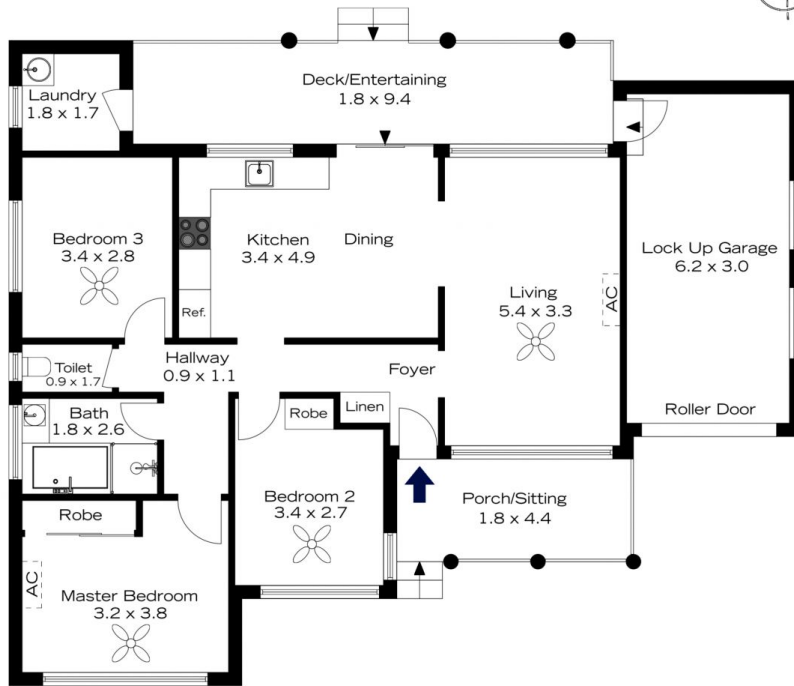 Deck/Entertaining
1.8 x 9.4
Laundry
1.8 x 1.7
Bedroom 3
3.4 x 2.8
Kitchen
3.4 x 4.9
Dining
Lock Up Garage
6.2 x 3.0
Living
5.4 x 3.3
AC
Ref.
Toilet
0.9 x 1.7
Hallway
0.9 x 1.1
Foyer
Bath
1.8 x 2.6
Robe
Linen
Roller Door
Robe
Bedroom 2
3.4 x 2.7
Porch/Sitting
1.8 x 4.4
AC
Master Bedroom
3.2 x 3.8